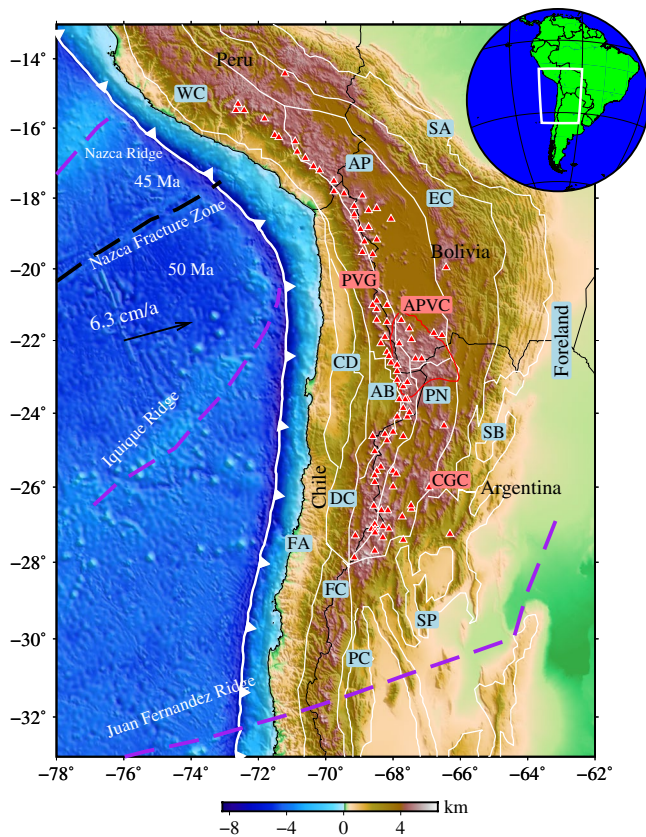 −14
−16
−18
−20
−22
−24
−26
−28
−30
−32
Peru
WC
SA
Nazca Ridge
AP
45 Ma
EC
Nazca Fracture Zone
Bolivia
50 Ma
PVG
APVC
6.3 cm/a
Foreland
CD
AB
PN
Iquique Ridge
SB
CGC
Chile
DC
Argentina
FA
FC
SP
PC
Juan Fernandez Ridge
−78 −76 −74 −72 −70 −68 −66 −64 −62
km
−8 −4 0 4